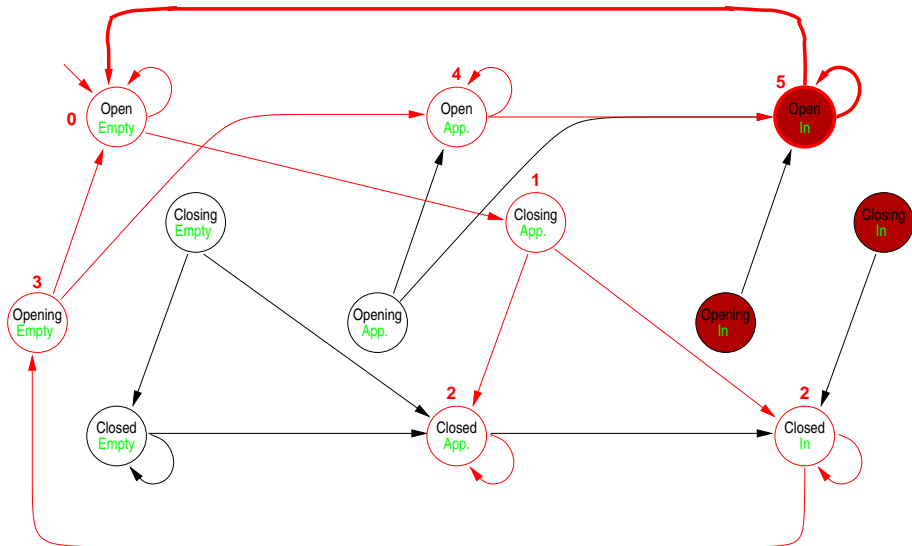 4
5
0
Open
Empty
Open
App.
Open
In
1
Closing
Empty
Closing
App.
Closing
In
3
Opening
Empty
Opening
App.
Opening
In
2
2
Closed
Empty
Closed
App.
Closed
In